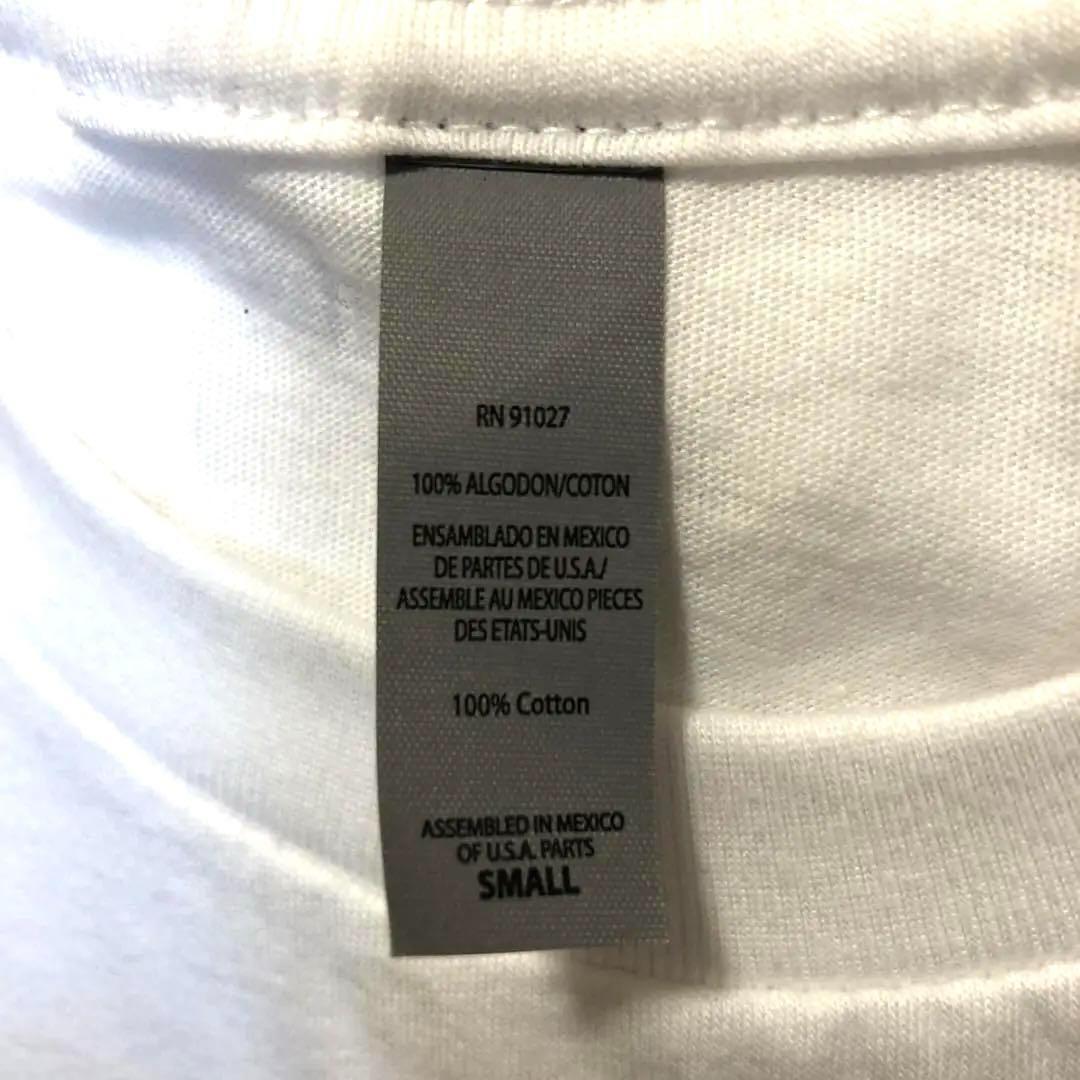 RN 91027
100% ALGODON/COTON
ENSAMBLADO EN MEXICO
DE PARTES DE U.S.A./
ASSEMBLE AU MEXICO PIECES
DES ETATS-UNIS
100% Cotton
ASSEMBLED IN MEXICO
OF U.S.A. PARTS
SMALL